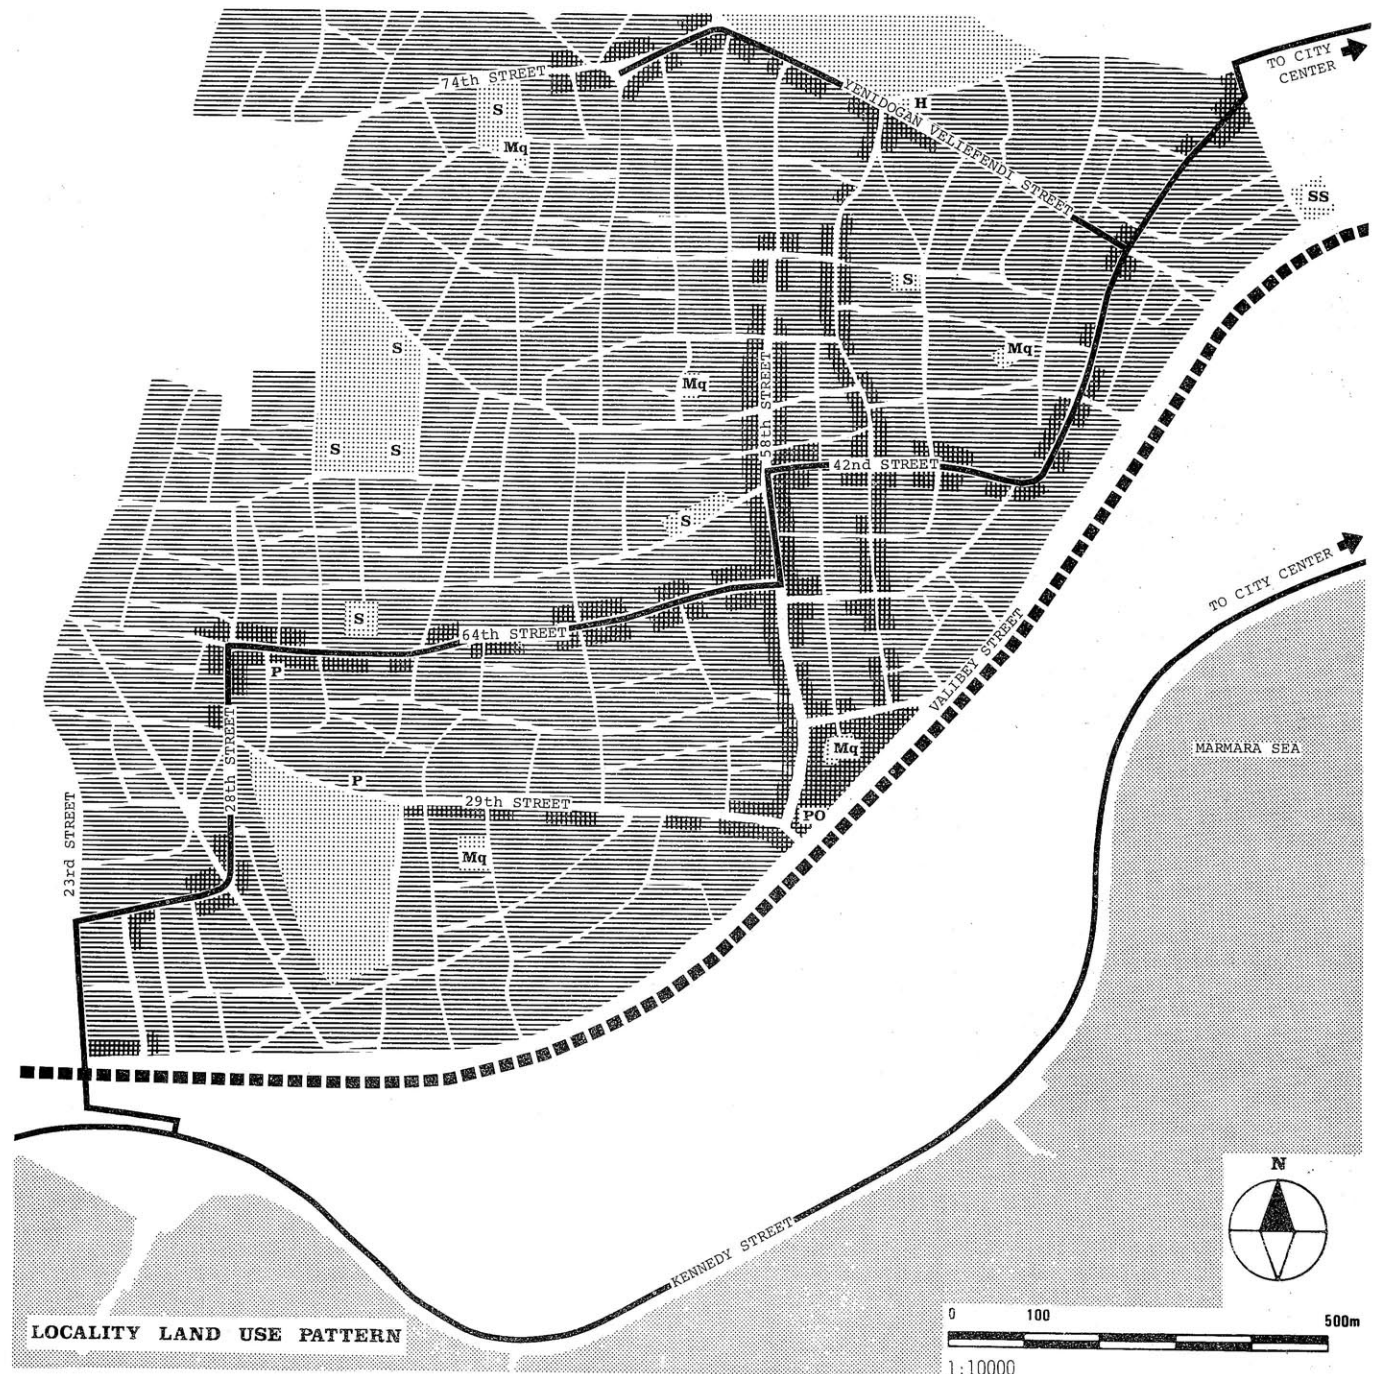 TO CITY
CENTER
74th STREET
S
YENIDOGAN VELIEFENDI STREET
H
Mq
SS
S
S
Mq
Mq
58th STREET
S
S
42nd STREET
S
TO CITY CENTER
S
64th STREET
P
VALIBEY STREET
28th STREET
Mq
MARMARA SEA
P
23rd STREET
29th STREET
PO
Mq
N
KENNEDY STREET
LOCALITY LAND USE PATTERN
0 100 500m
1:10000